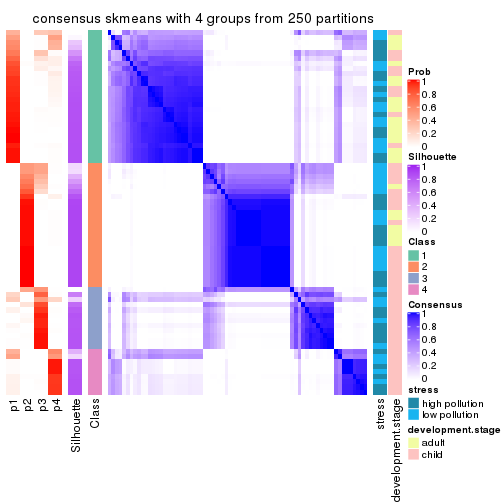 consensus skmeans with 4 groups from 250 partitions
Prob
1
0.8
0.6
0.4
0.2
0
Silhouette
1
0.8
0.6
0.4
0.2
0
Class
1
2
3
4
Consensus
1
0.8
0.6
0.4
0.2
0
stress
high pollution
low pollution
development.stage
adult
child
p1
p2
p3
p4
Silhouette
Class
stress
development.stage